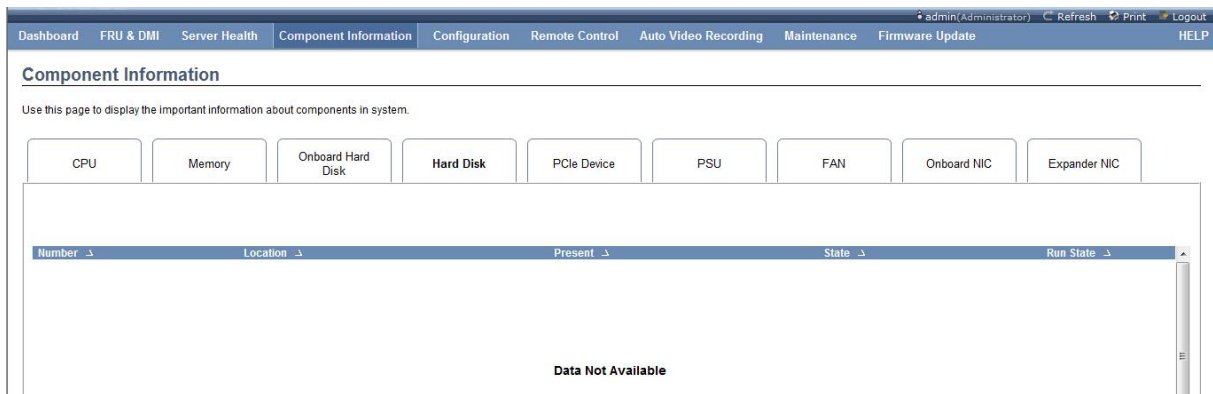 admin(Administrator) Refresh Print Logout
Dashboard FRU & DMI Server Health Component Information Configuration Remote Control Auto Video Recording Maintenance Firmware Update HELP
Component Information
Use this page to display the important information about components in system.
CPU Memory Onboard Hard Disk Hard Disk PCIe Device PSU FAN Onboard NIC Expander NIC
Number Location Present State Run State
Data Not Available